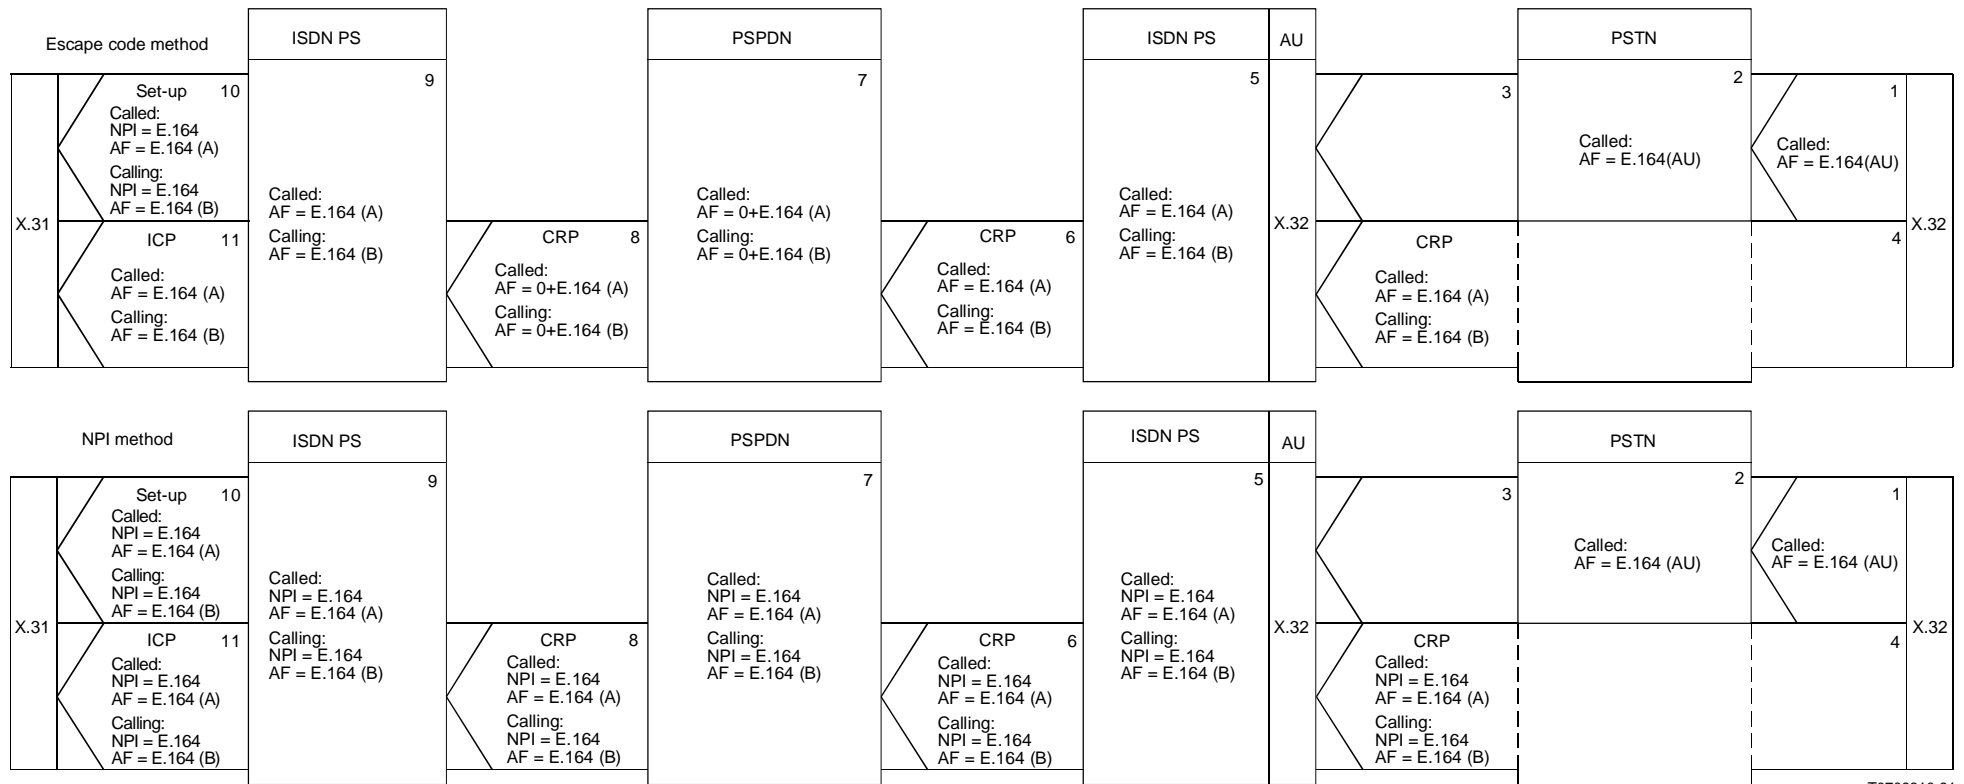 Escape code method
ISDN PS
PSPDN
ISDN PS
AU
PSTN
X.31
Set-up 10
Called:
NPI = E.164
AF = E.164 (A)
Calling:
NPI = E.164
AF = E.164 (B)
ICP 11
Called:
AF = E.164 (A)
Calling:
AF = E.164 (B)
9
Called:
AF = E.164 (A)
Calling:
AF = E.164 (B)
CRP 8
Called:
AF = 0+E.164 (A)
Calling:
AF = 0+E.164 (B)
7
Called:
AF = 0+E.164 (A)
Calling:
AF = 0+E.164 (B)
CRP 6
Called:
AF = E.164 (A)
Calling:
AF = E.164 (B)
5
Called:
AF = E.164 (A)
Calling:
AF = E.164 (B)
X.32
3
CRP
Called:
AF = E.164 (A)
Calling:
AF = E.164 (B)
2
Called:
AF = E.164(AU)
1
Called:
AF = E.164(AU)
4
X.32
NPI method
ISDN PS
PSPDN
ISDN PS
AU
PSTN
X.31
Set-up 10
Called:
NPI = E.164
AF = E.164 (A)
Calling:
NPI = E.164
AF = E.164 (B)
ICP 11
Called:
NPI = E.164
AF = E.164 (A)
Calling:
NPI = E.164
AF = E.164 (B)
9
Called:
NPI = E.164
AF = E.164 (A)
Calling:
NPI = E.164
AF = E.164 (B)
CRP 8
Called:
NPI = E.164
AF = E.164 (A)
Calling:
NPI = E.164
AF = E.164 (B)
7
Called:
NPI = E.164
AF = E.164 (A)
Calling:
NPI = E.164
AF = E.164 (B)
CRP 6
Called:
NPI = E.164
AF = E.164 (A)
Calling:
NPI = E.164
AF = E.164 (B)
5
Called:
NPI = E.164
AF = E.164 (A)
Calling:
NPI = E.164
AF = E.164 (B)
X.32
3
CRP
Called:
NPI = E.164
AF = E.164 (A)
Calling:
NPI = E.164
AF = E.164 (B)
2
Called:
AF = E.164 (AU)
1
Called:
AF = E.164 (AU)
4
X.32